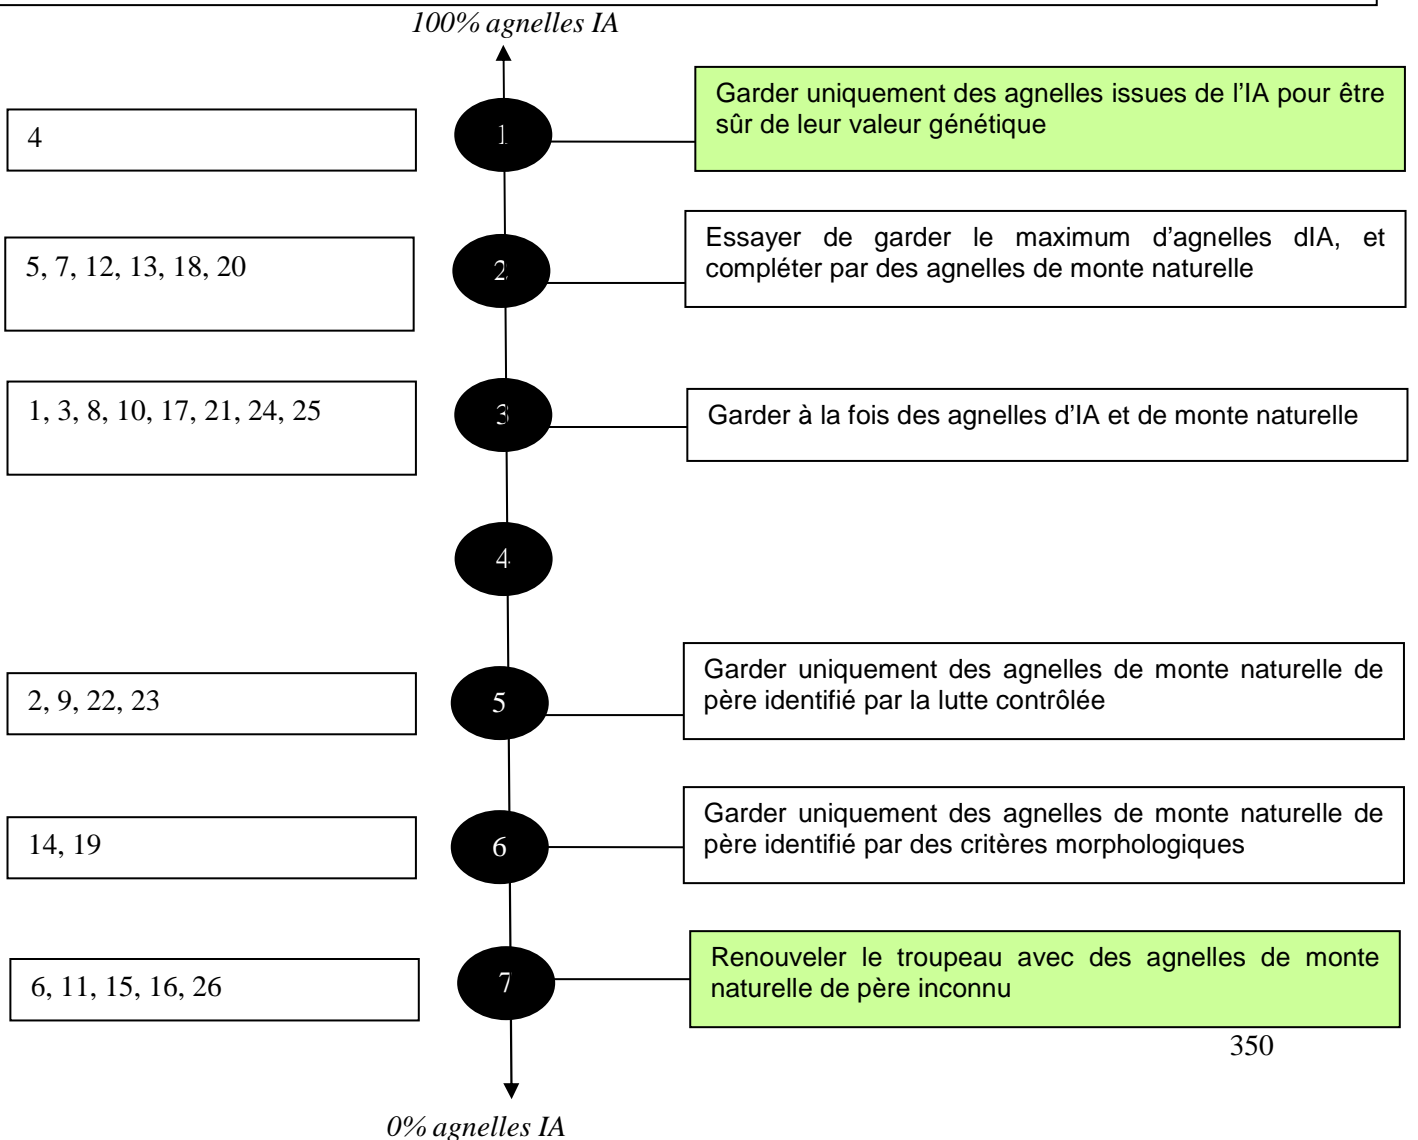 100% agnelles IA
4
1
Garder uniquement des agnelles issues de l'IA pour être
sûr de leur valeur génétique
5, 7, 12, 13, 18, 20
2
Essayer de garder le maximum d'agnelles dIA, et
compléter par des agnelles de monte naturelle
1, 3, 8, 10, 17, 21, 24, 25
3
Garder à la fois des agnelles d'IA et de monte naturelle
4
2, 9, 22, 23
5
Garder uniquement des agnelles de monte naturelle de
père identifié par la lutte contrôlée
14, 19
6
Garder uniquement des agnelles de monte naturelle de
père identifié par des critères morphologiques
6, 11, 15, 16, 26
7
Renouveler le troupeau avec des agnelles de monte
naturelle de père inconnu
350
0% agnelles IA